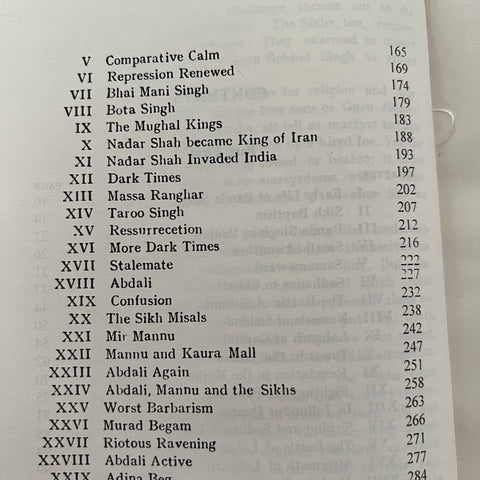 V Comparative Calm 165
VI Repression Renewed 169
VII Bhai Mani Singh 174
VIII Bota Singh 179
IX The Mughal Kings 183
X Nadar Shah became King of Iran 188
XI Nadar Shah Invaded India 193
XII Dark Times 197
XIII Massa Ranghar 202
XIV Taroo Singh 207
XV Ressurrecetion 212
XVI More Dark Times 216
XVII Stalemate 222
XVIII Abdali 227
XIX Confusion 232
XX The Sikh Misals 238
XXI Mir Mannu 242
XXII Mannu and Kaura Mall 247
XXIII Abdali Again 251
XXIV Abdali, Mannu and the Sikhs 258
XXV Worst Barbarism 263
XXVI Murad Begam 266
XXVII Riotous Ravening 271
XXVIII Abdali Active 277
XXIX Adina Beg 284